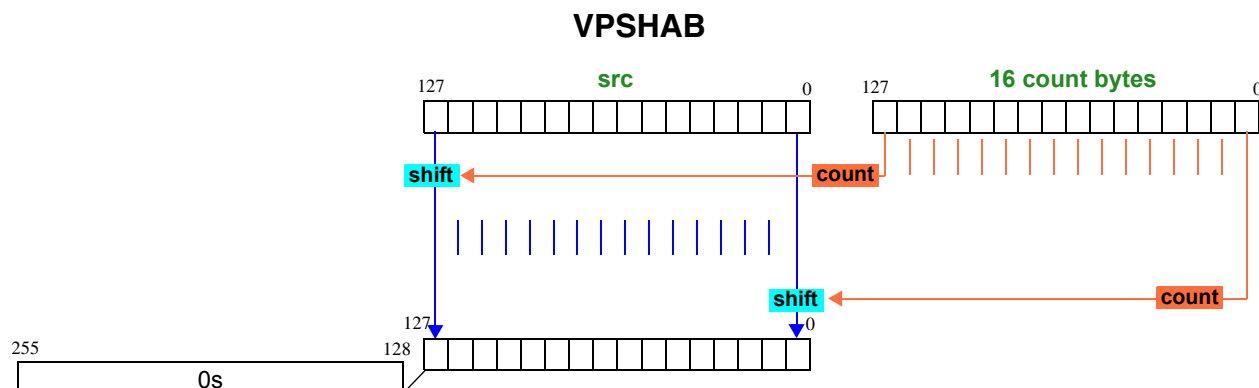 VPSHAB
src 16 count bytes
127 0 127 0
shift count
shift count
127 0
255 128
0s